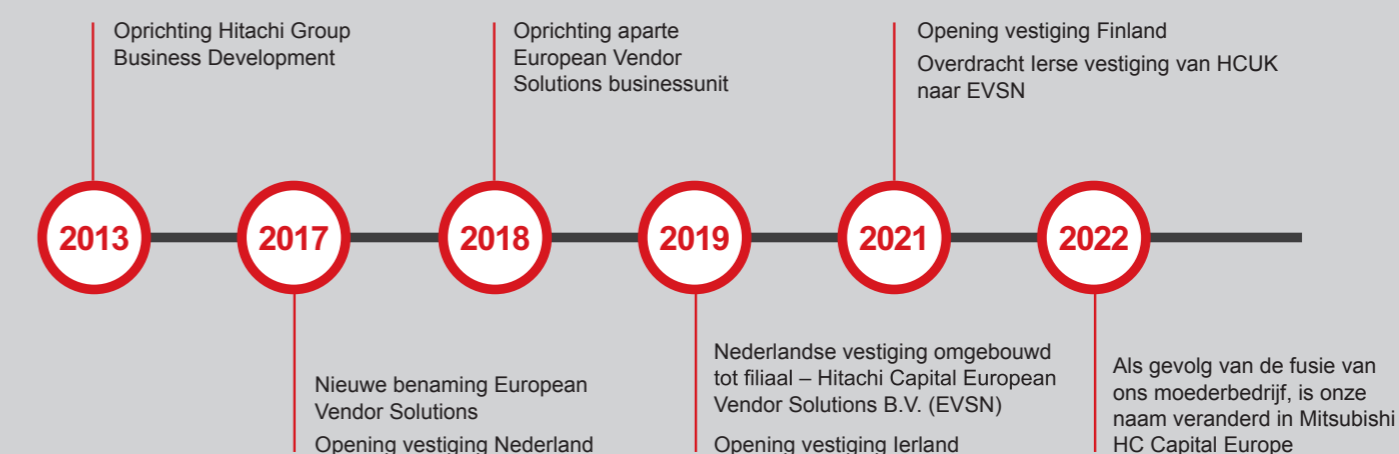 Oprichting Hitachi Group
Business Development
Oprichting aparte
European Vendor
Solutions businessunit
Opening vestiging Finland
Overdracht Ierse vestiging van HCUK
naar EVSN
2013
2017
2018
2019
2021
2022
Nieuwe benaming European
Vendor Solutions
Opening vestiging Nederland
Nederlandse vestiging omgebouwd
tot filiaal – Hitachi Capital European
Vendor Solutions B.V. (EVSN)
Opening vestiging Ierland
Als gevolg van de fusie van
ons moederbedrijf, is onze
naam veranderd in Mitsubishi
HC Capital Europe